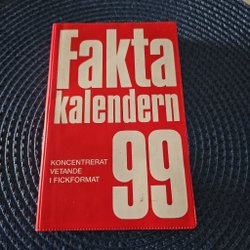 Fakta
kalendern
99
KONCENTRERAT
VETANDE
I FICKFORMAT